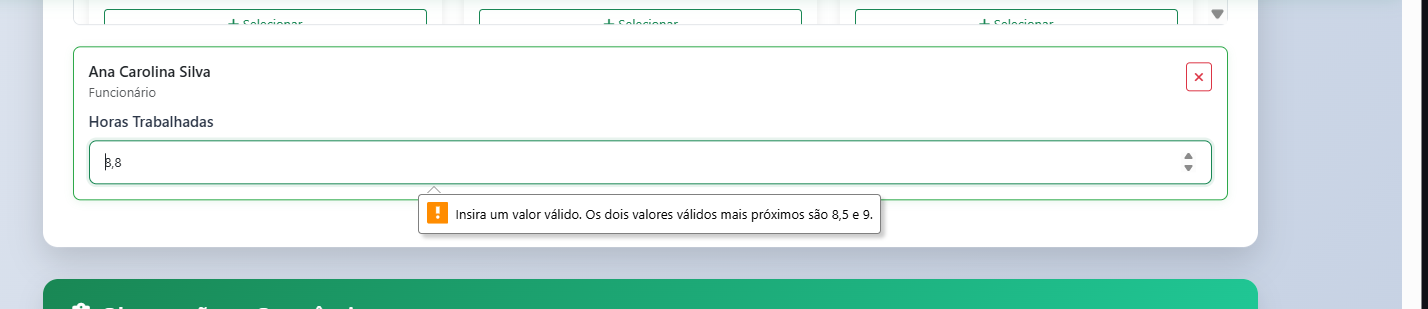 + Selecionar
+ Selecionar
+ Selecionar
Ana Carolina Silva
Funcionário
Horas Trabalhadas
8,8
Insira um valor válido. Os dois valores válidos mais próximos são 8,5 e 9.